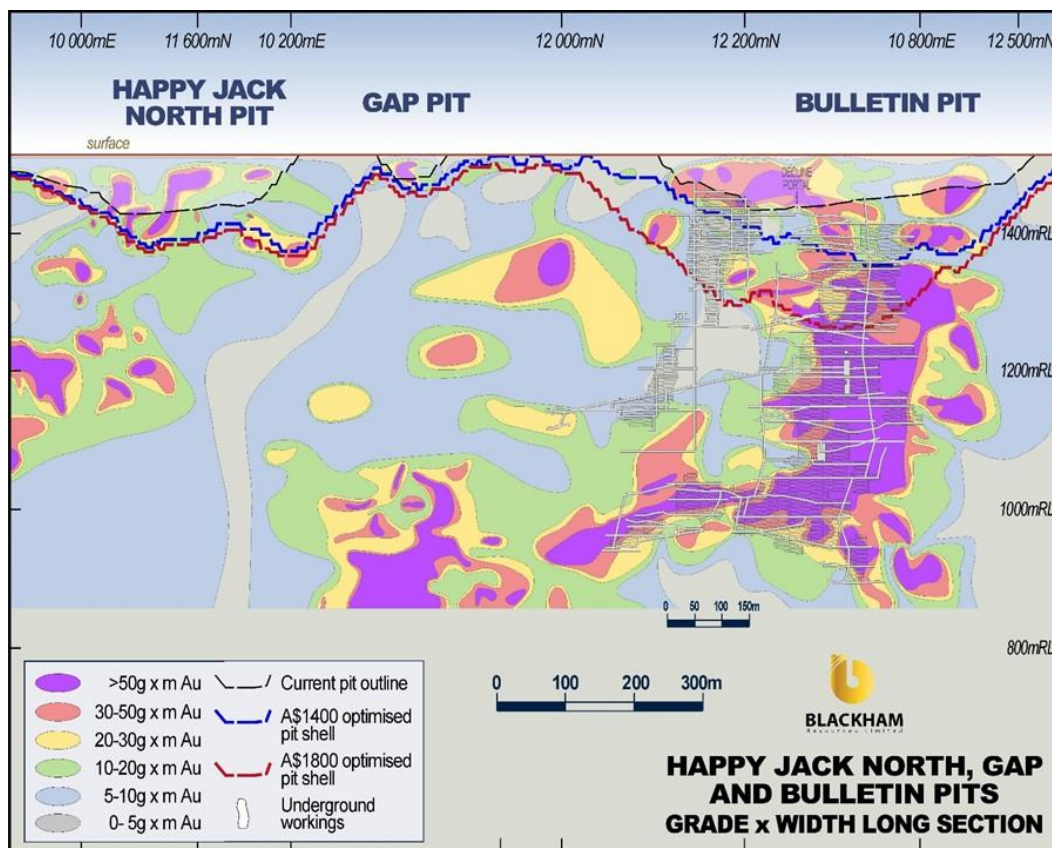 10 000mE 11 600mN 10 200mE 12 000mN 12 200mN 10 800mE 12 500mN
HAPPY JACK
NORTH PIT
GAP PIT
BULLETIN PIT
surface
DECLINE
PORTAL
1400mRL
1200mRL
1000mRL
0 50 100 150m
800mRL
>50g x m Au
30-50g x m Au
20-30g x m Au
10-20g x m Au
5-10g x m Au
0- 5g x m Au
Current pit outline
A$1400 optimised
pit shell
A$1800 optimised
pit shell
Underground
workings
0 100 200 300m
BLACKHAM
Resources Limited
HAPPY JACK NORTH, GAP
AND BULLETIN PITS
GRADE x WIDTH LONG SECTION